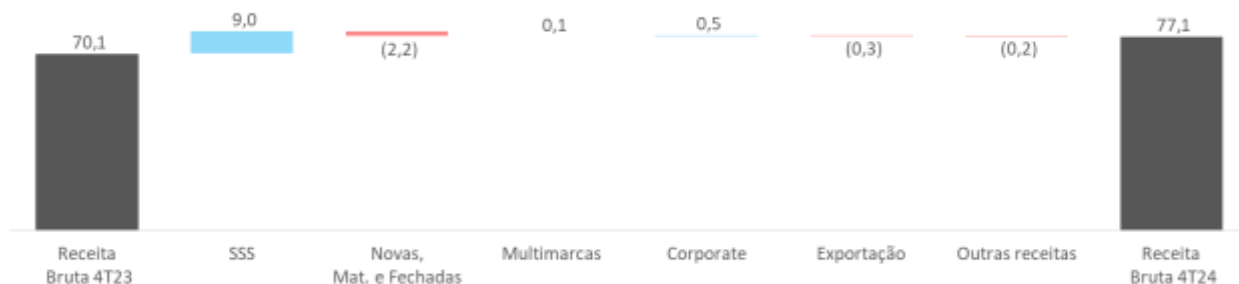 70,1
9,0
(2,2)
0,1
0,5
(0,3)
(0,2)
77,1
Receita
Bruta 4T23
SSS
Novas,
Mat. e Fechadas
Multimarcas
Corporate
Exportação
Outras receitas
Receita
Bruta 4T24